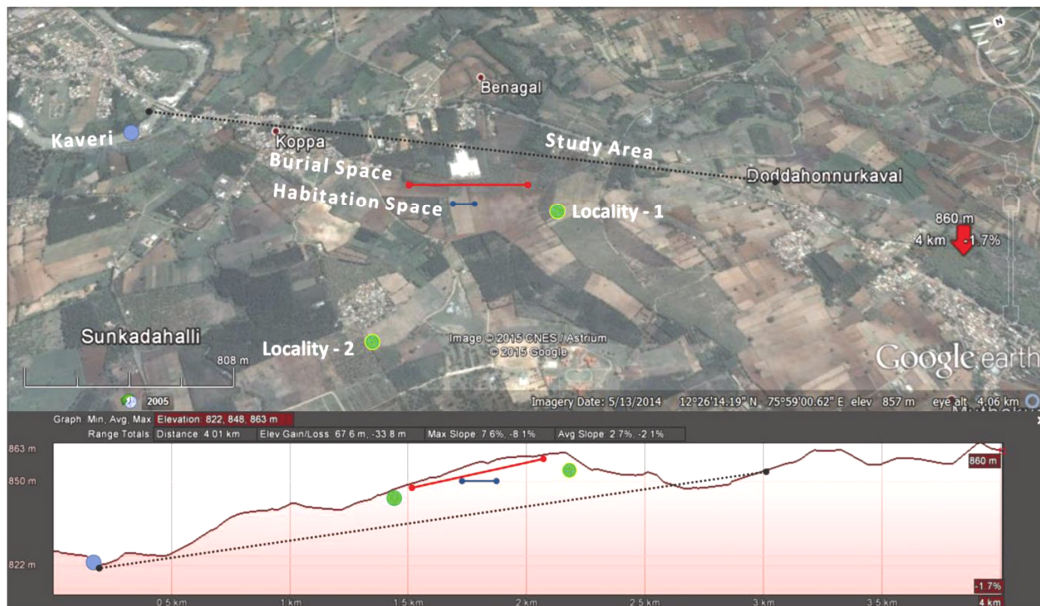 N
Benagal
Kaveri
Koppa
Study Area
Burial Space
Doddahonnurkaval
Habitation Space
Locality - 1
860 m
4 km -1.7%
Sunkadahalli
Locality - 2
Image © 2015 CNES / Astrium
© 2015 Google
808 m
Google earth
2005
Imagery Date: 5/13/2014 12°26'14.19" N, 75°59'00.62" E elev 857 m eye alt 4.06 km
Graph Min, Avg, Max Elevation: 822, 848, 863 m
Range Totals: Distance 4.01 km Elev Gain/Loss 67.6 m, -33.8 m Max Slope 7.6%, -8.1% Avg Slope 2.7%, -2.1%
863 m
860 m
850 m
822 m
-1.7%
0.5 km 1 km 1.5 km 2 km 2.5 km 3 km 3.5 km 4 km